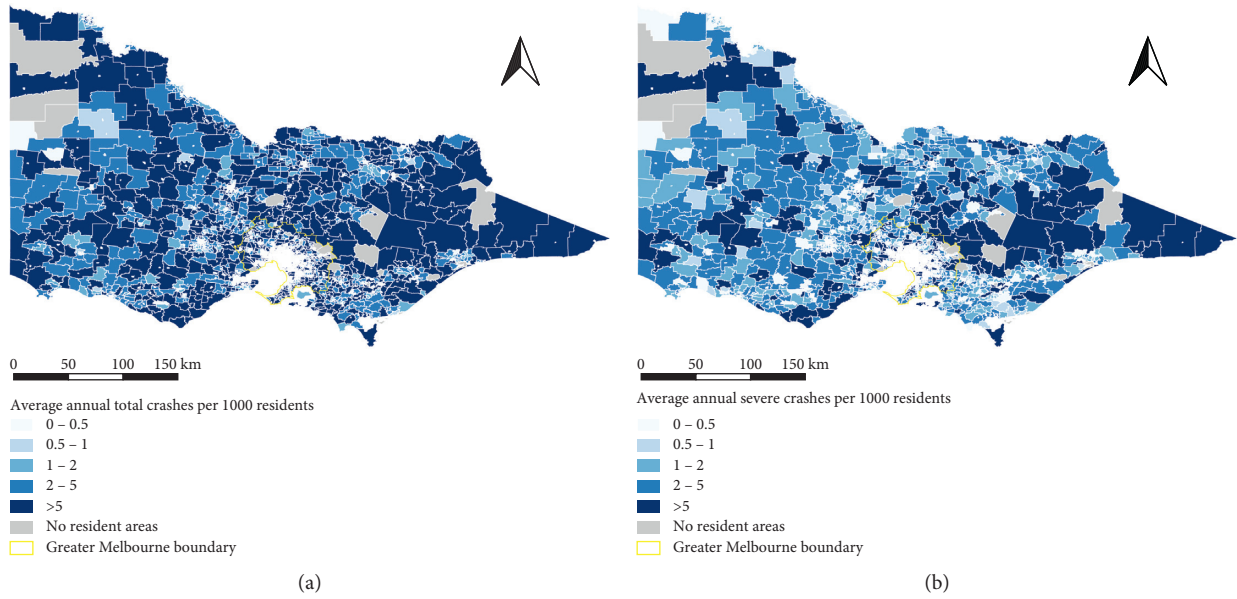 0 50 100 150 km
Average annual total crashes per 1000 residents
0 – 0.5
0.5 – 1
1 – 2
2 – 5
>5
No resident areas
Greater Melbourne boundary
(a)
0 50 100 150 km
Average annual severe crashes per 1000 residents
0 – 0.5
0.5 – 1
1 – 2
2 – 5
>5
No resident areas
Greater Melbourne boundary
(b)